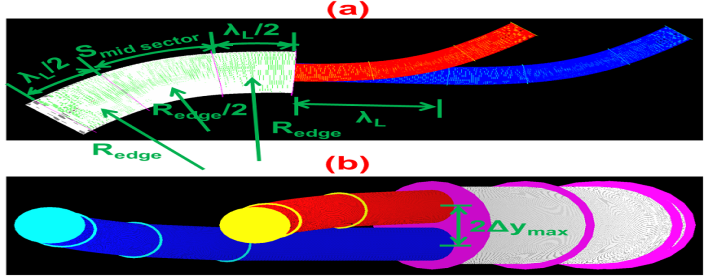 (a)
λL/2
Smid sector
λL/2
Redge/2
Redge
Redge
λL
(b)
2Δymax